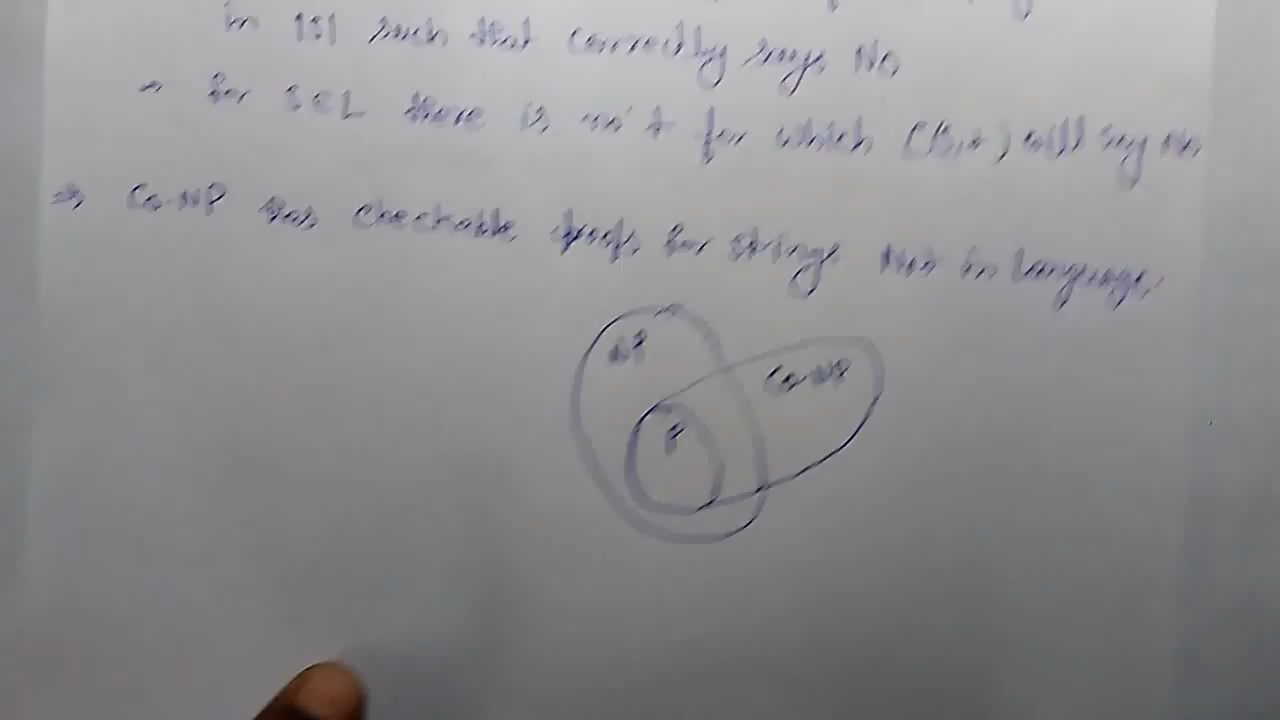 in |S| such that correctly says No
for S∈L there is no t for which (S,t) will say No
⇒ Co-NP has checkable proofs for strings Not in language.
NP
Co-NP
P